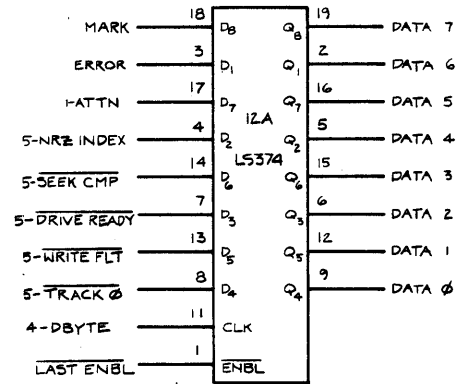 18 19
MARK D8 Q8 DATA 7
3 2
ERROR D1 Q1 DATA 6
17 16
1-ATTN D7 Q7 DATA 5
12A
4 5
5-NRZ INDEX D2 Q2 DATA 4
LS374
14 15
5-SEEK CMP D6 Q6 DATA 3
7 6
5-DRIVE READY D3 Q3 DATA 2
13 12
5-WRITE FLT D5 Q5 DATA 1
8 9
5-TRACK Ø D4 Q4 DATA Ø
11
4-DBYTE CLK
1
LAST ENBL ENBL